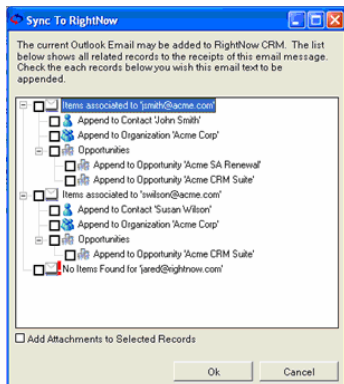 Sync To RightNow
The current Outlook Email may be added to RightNow CRM. The list
below shows all related records to the receipts of this email message.
Check the each records below you wish this email text to be
appended.
Items associated to 'jsmith@acme.com'
Append to Contact 'John Smith'
Append to Organization 'Acme Corp'
Opportunities
Append to Opportunity 'Acme SA Renewal'
Append to Opportunity 'Acme CRM Suite'
Items associated to 'swilson@acme.com'
Append to Contact 'Susan Wilson'
Append to Organization 'Acme Corp'
Opportunities
Append to Opportunity 'Acme CRM Suite'
No Items Found for 'jared@rightnow.com'
Add Attachments to Selected Records
Ok Cancel